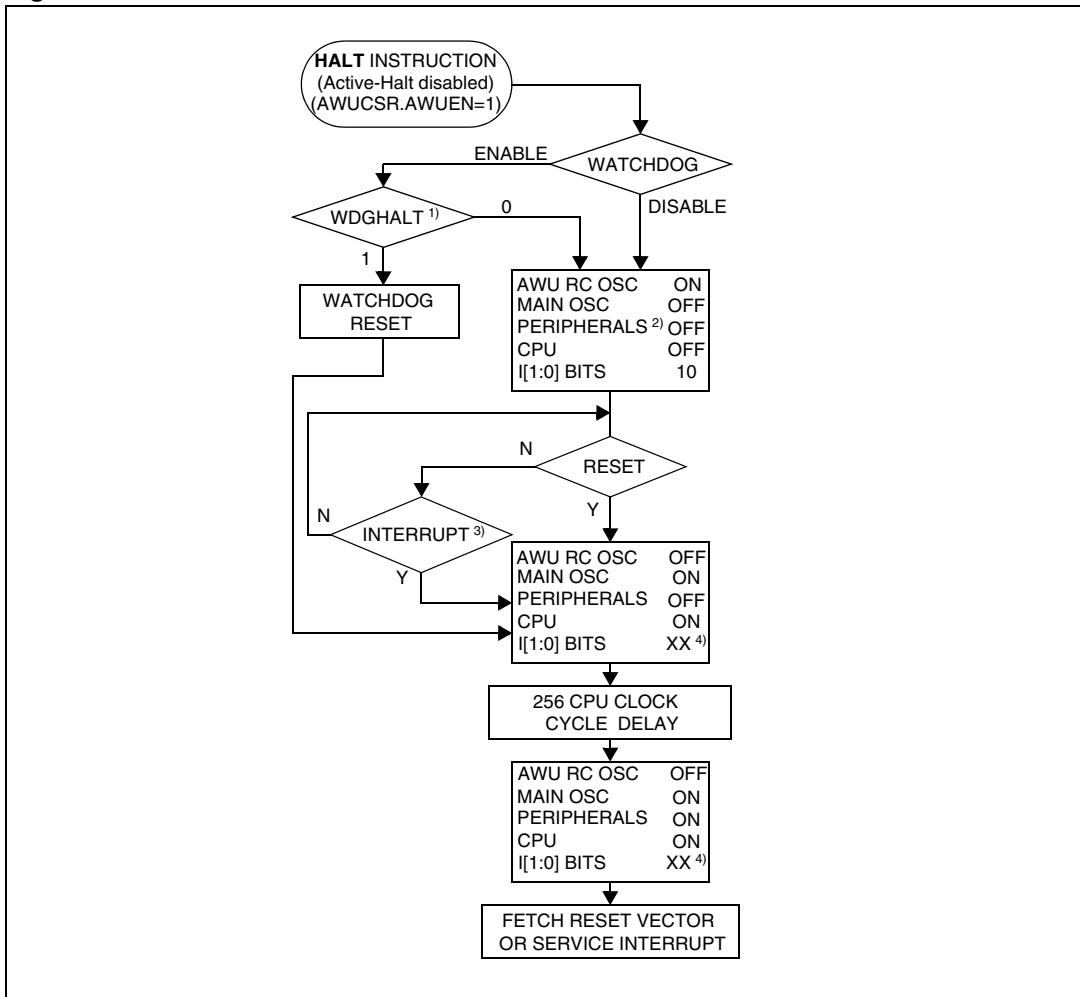 HALT INSTRUCTION
(Active-Halt disabled)
(AWUCSR.AWUEN=1)
ENABLE
WATCHDOG
WDGHALT 1)
0
DISABLE
1
WATCHDOG
RESET
AWU RC OSC ON
MAIN OSC OFF
PERIPHERALS 2) OFF
CPU OFF
I[1:0] BITS 10
N
RESET
Y
N
INTERRUPT 3)
Y
AWU RC OSC OFF
MAIN OSC ON
PERIPHERALS OFF
CPU ON
I[1:0] BITS XX 4)
256 CPU CLOCK
CYCLE DELAY
AWU RC OSC OFF
MAIN OSC ON
PERIPHERALS ON
CPU ON
I[1:0] BITS XX 4)
FETCH RESET VECTOR
OR SERVICE INTERRUPT